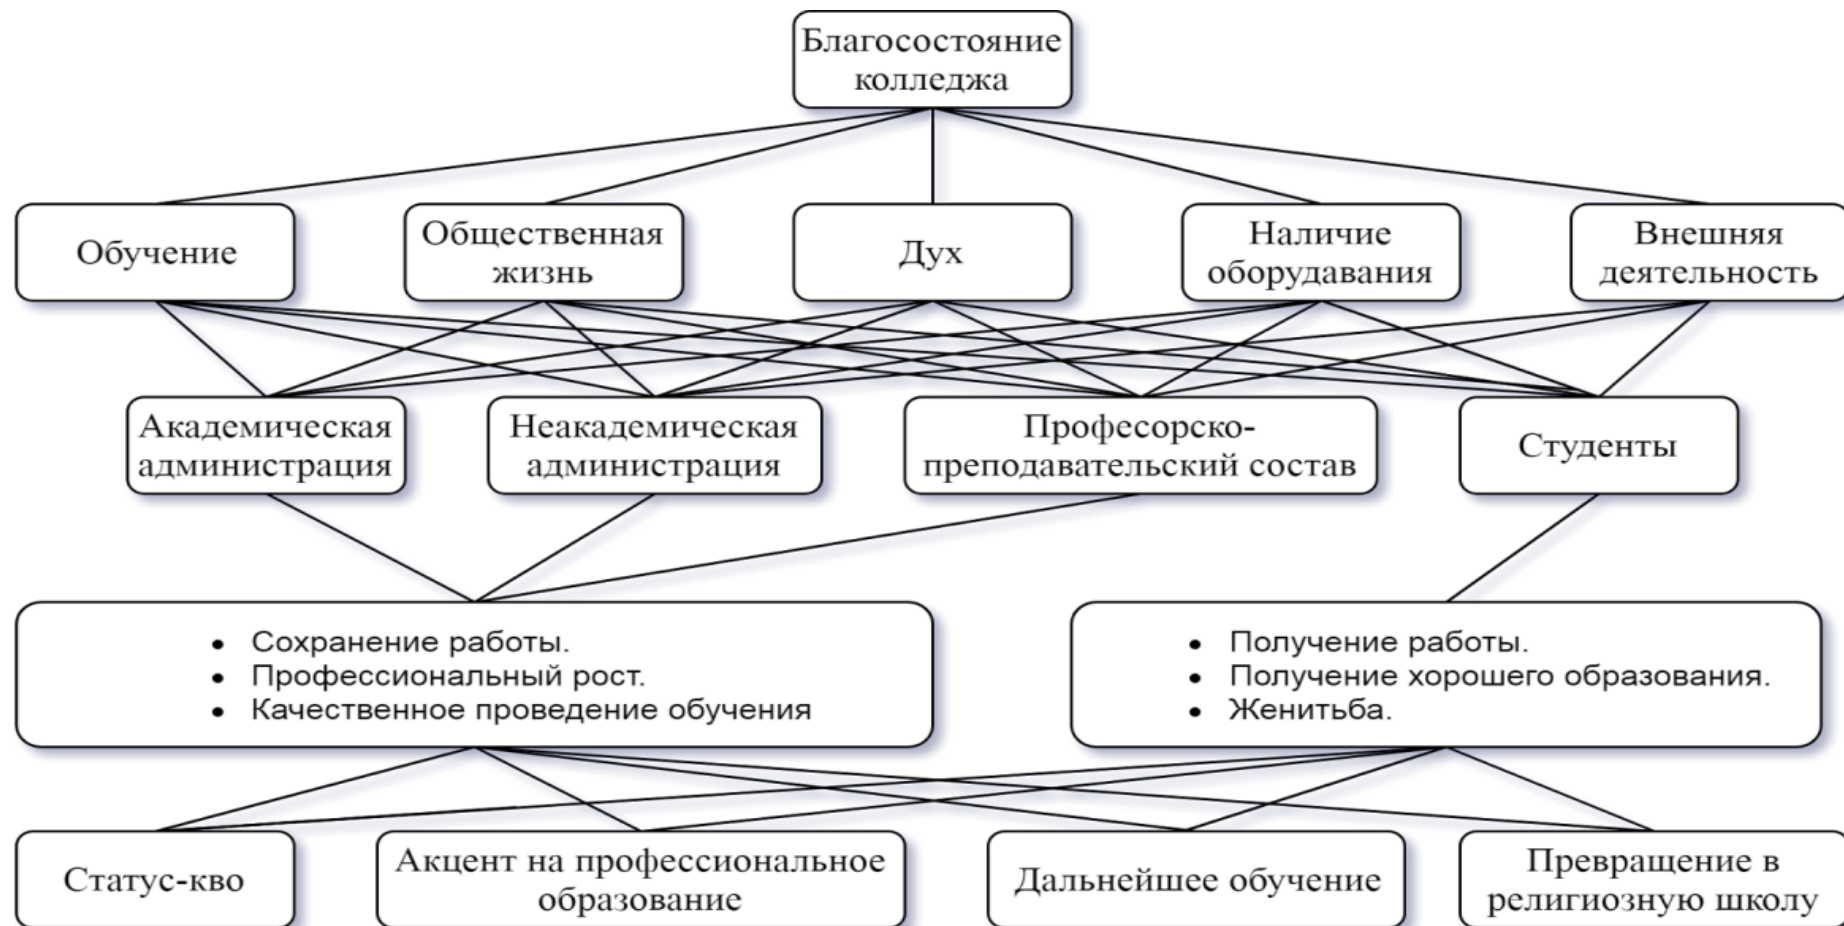 Благосостояние
колледжа
Обучение
Общественная
жизнь
Дух
Наличие
оборудавания
Внешняя
деятельность
Академическая
администрация
Неакадемическая
администрация
Професорско-
преподавательский состав
Студенты
• Сохранение работы.
• Профессиональный рост.
• Качественное проведение обучения
• Получение работы.
• Получение хорошего образования.
• Женитьба.
Статус-кво
Акцент на профессиональное
образование
Дальнейшее обучение
Превращение в
религиозную школу